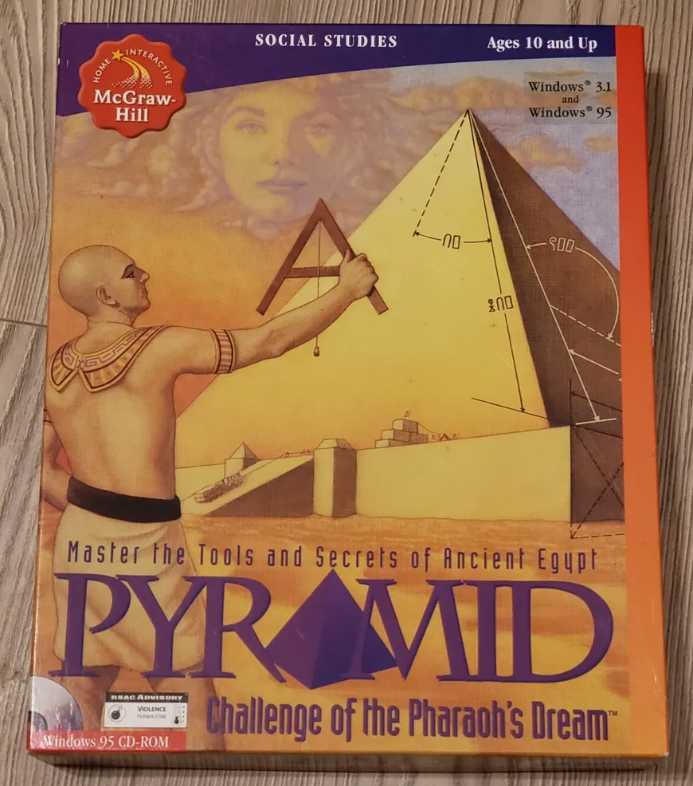 SOCIAL STUDIES
Ages 10 and Up
HOME INTERACTIVE
McGraw-
Hill
Windows® 3.1
and
Windows® 95
Master the Tools and Secrets of Ancient Egypt
PYRAMID
Challenge of the Pharaoh's Dream™
RSAC ADVISORY
VIOLENCE
Windows 95 CD-ROM